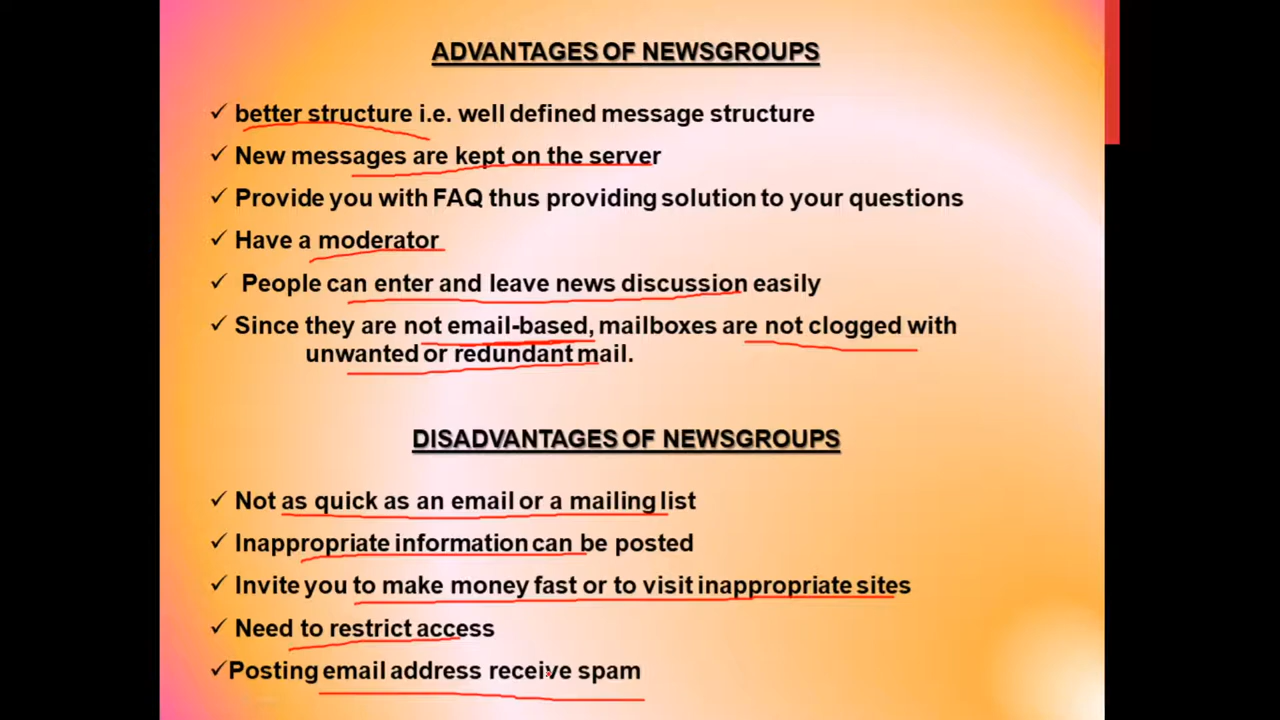 ADVANTAGES OF NEWSGROUPS
✓ better structure i.e. well defined message structure
✓ New messages are kept on the server
✓ Provide you with FAQ thus providing solution to your questions
✓ Have a moderator
✓ People can enter and leave news discussion easily
✓ Since they are not email-based, mailboxes are not clogged with
unwanted or redundant mail.
DISADVANTAGES OF NEWSGROUPS
✓ Not as quick as an email or a mailing list
✓ Inappropriate information can be posted
✓ Invite you to make money fast or to visit inappropriate sites
✓ Need to restrict access
✓Posting email address receive spam